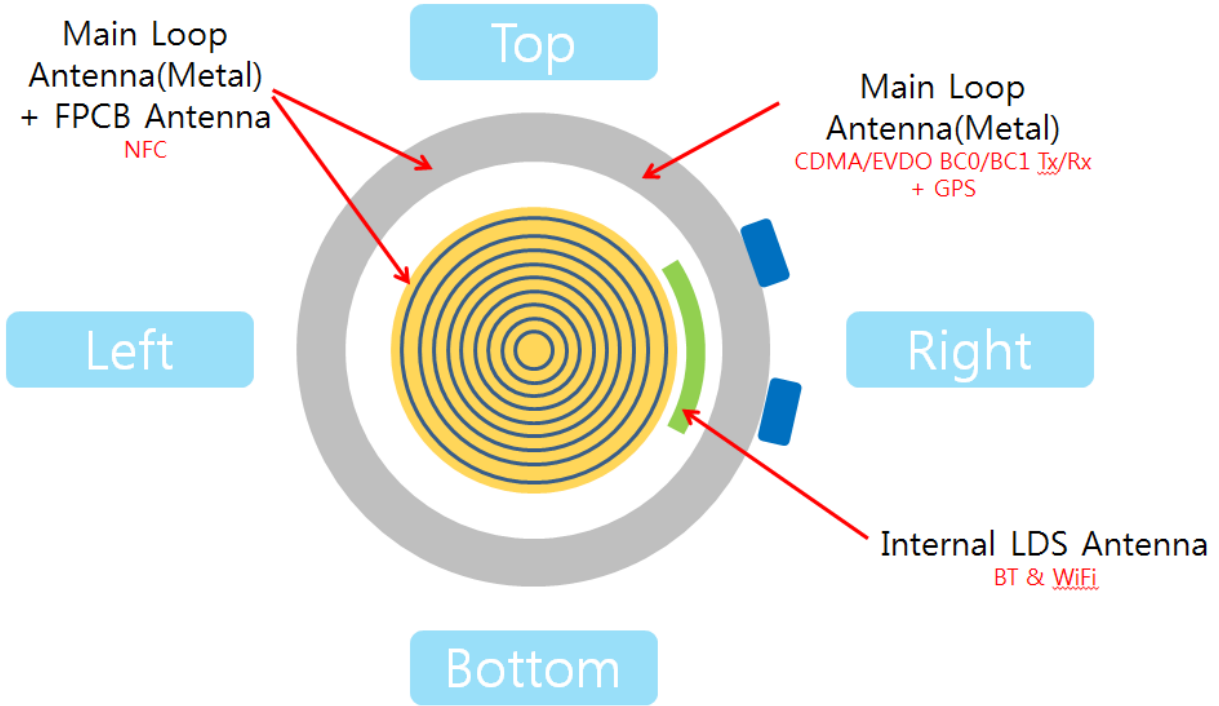 Top
Main Loop
Antenna(Metal)
+ FPCB Antenna
NFC
Main Loop
Antenna(Metal)
CDMA/EVDO BC0/BC1 Tx/Rx
+ GPS
Left
Right
Internal LDS Antenna
BT & WiFi
Bottom